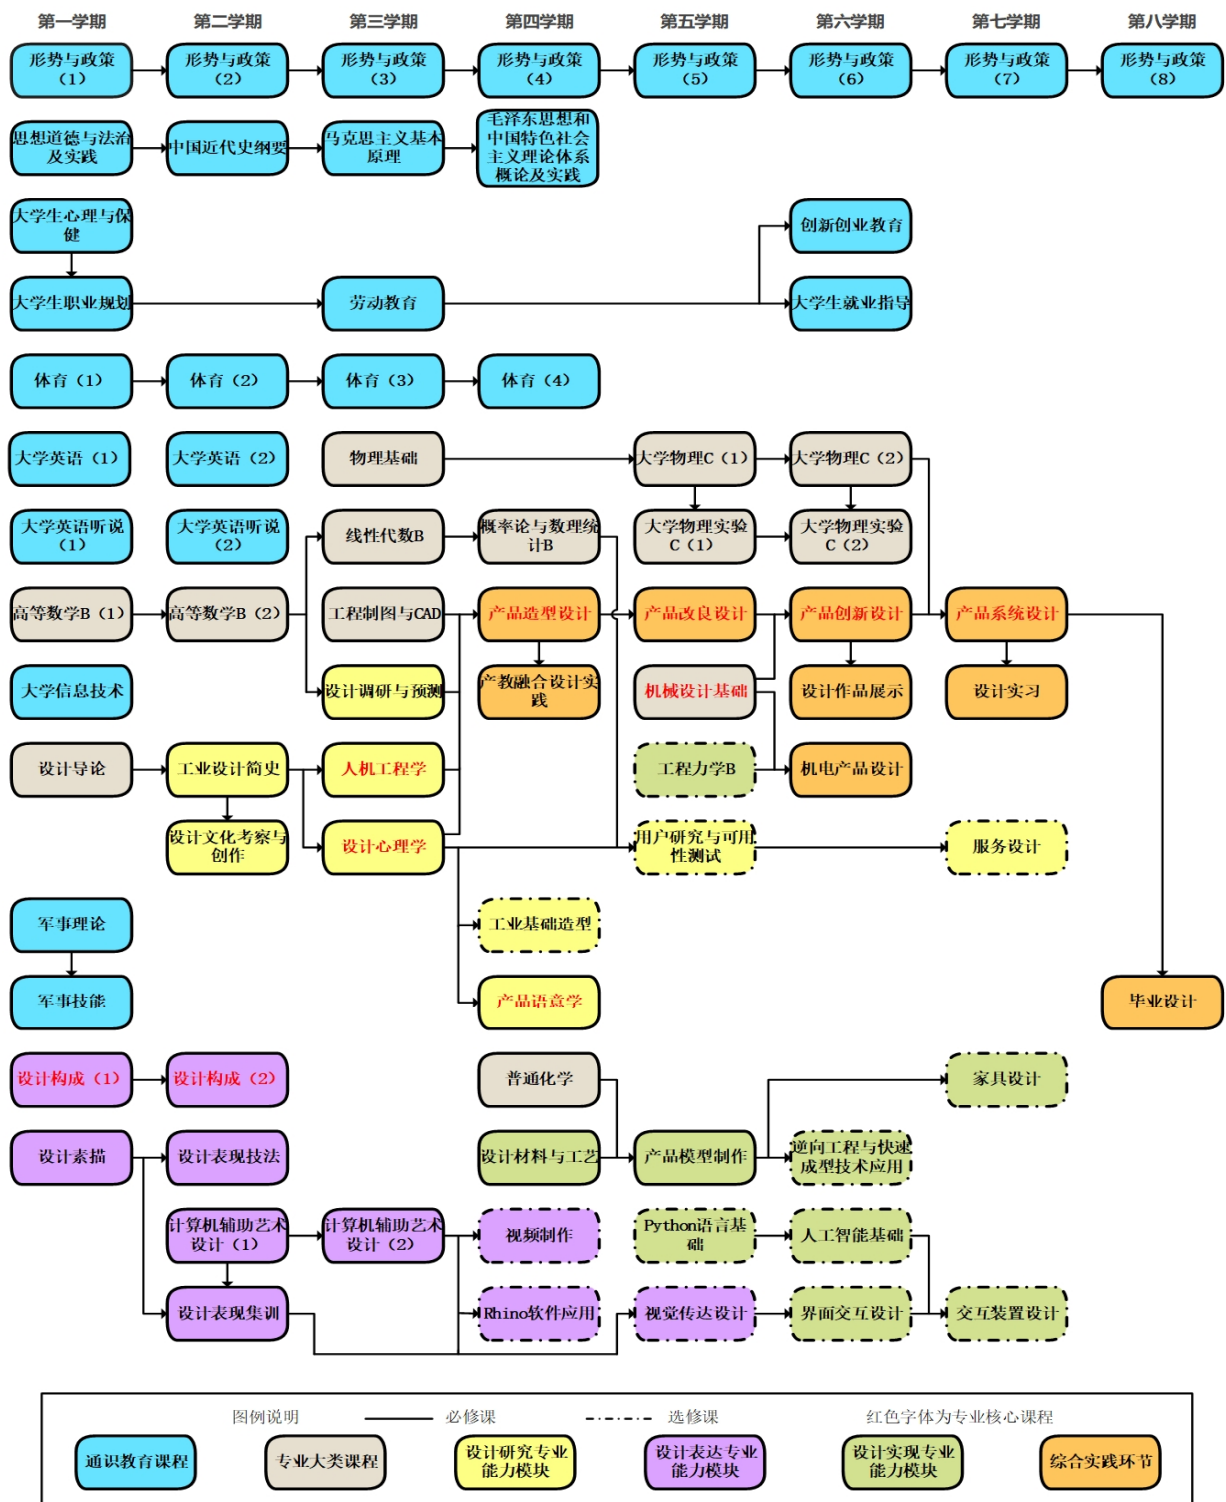 第一学期 第二学期 第三学期 第四学期 第五学期 第六学期 第七学期 第八学期
形势与政策（1） 形势与政策（2） 形势与政策（3） 形势与政策（4） 形势与政策（5） 形势与政策（6） 形势与政策（7） 形势与政策（8）
思想道德与法治及实践 中国近代史纲要 马克思主义基本原理 毛泽东思想和中国特色社会主义理论体系概论及实践
大学生心理与保健 创新创业教育
大学生职业规划 劳动教育 大学生就业指导
体育（1） 体育（2） 体育（3） 体育（4）
大学英语（1） 大学英语（2） 物理基础 大学物理C（1） 大学物理C（2）
大学英语听说（1） 大学英语听说（2） 线性代数B 概率论与数理统计B 大学物理实验C（1） 大学物理实验C（2）
高等数学B（1） 高等数学B（2） 工程制图与CAD 产品造型设计 产品改良设计 产品创新设计 产品系统设计
大学信息技术 设计调研与预测 产教融合设计实践 机械设计基础 设计作品展示 设计实习
设计导论 工业设计简史 人机工程学 工程力学B 机电产品设计
设计文化考察与创作 设计心理学 用户研究与可用性测试 服务设计
军事理论 工业基础造型
军事技能 产品语意学 毕业设计
设计构成（1） 设计构成（2） 普通化学 家具设计
设计素描 设计表现技法 设计材料与工艺 产品模型制作 逆向工程与快速成型技术应用
计算机辅助艺术设计（1） 计算机辅助艺术设计（2） 视频制作 Python语言基础 人工智能基础
设计表现集训 Rhino软件应用 视觉传达设计 界面交互设计 交互装置设计
图例说明 必修课 选修课 红色字体为专业核心课程
通识教育课程 专业大类课程 设计研究专业能力模块 设计表达专业能力模块 设计实现专业能力模块 综合实践环节